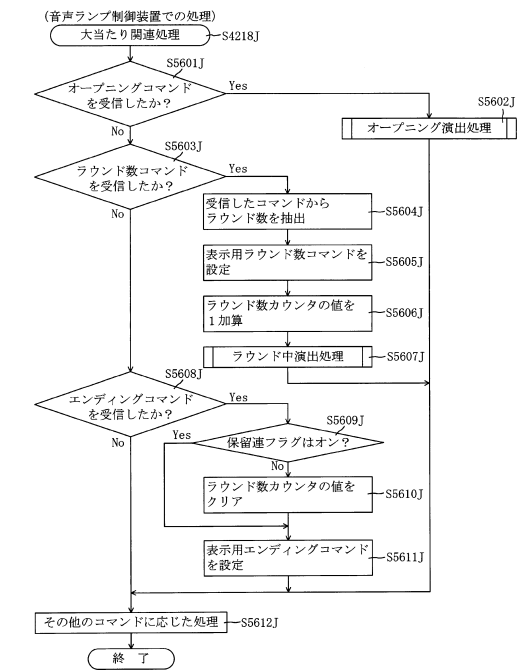 (音声ランプ制御装置での処理)
大当たり関連処理
S4218J
S5601J
オープニングコマンド
を受信したか？
Yes
No
S5602J
オープニング演出処理
S5603J
ラウンド数コマンド
を受信したか？
Yes
No
受信したコマンドから
ラウンド数を抽出
S5604J
表示用ラウンド数コマンドを
設定
S5605J
ラウンド数カウンタの値を
1加算
S5606J
ラウンド中演出処理
S5607J
S5608J
エンディングコマンド
を受信したか？
Yes
No
S5609J
保留連フラグはオン？
Yes
No
ラウンド数カウンタの値を
クリア
S5610J
表示用エンディングコマンド
を設定
S5611J
その他のコマンドに応じた処理
S5612J
終 了